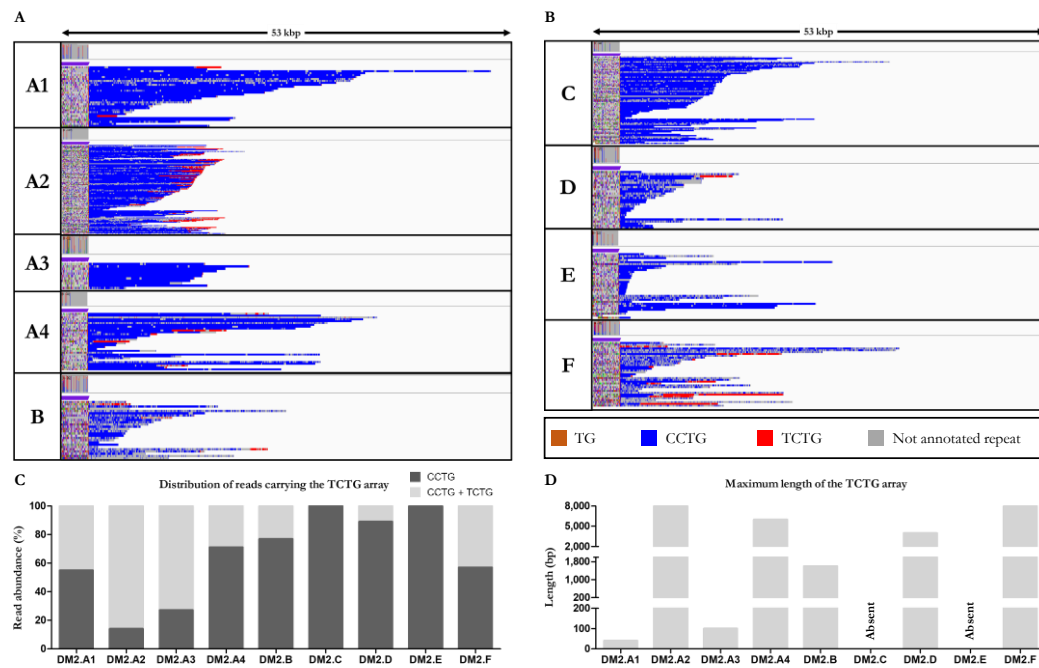 A
53 kbp
A1
A2
A3
A4
B
B
53 kbp
C
D
E
F
TG CCTG TCTG Not annotated repeat
C
Distribution of reads carrying the TCTG array
CCTG
CCTG + TCTG
Read abundance (%)
100
80
60
40
20
0
DM2.A1 DM2.A2 DM2.A3 DM2.A4 DM2.B DM2.C DM2.D DM2.E DM2.F
D
Maximum length of the TCTG array
Length (bp)
8,000
5,000
2,000
1,800
1,000
200
200
100
0
Absent
Absent
DM2.A1 DM2.A2 DM2.A3 DM2.A4 DM2.B DM2.C DM2.D DM2.E DM2.F